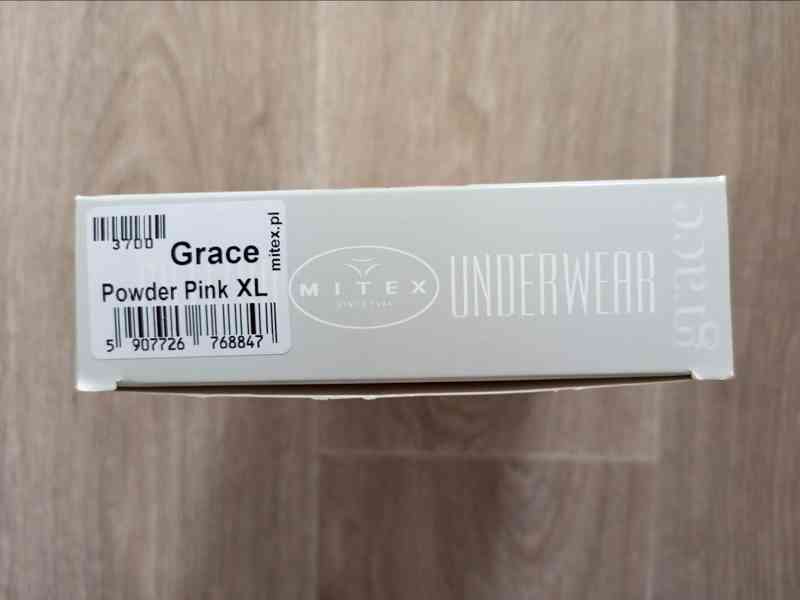 3700
Grace
mitex.pl
Powder Pink XL
5 907726 768847
MITEX
UNDERWEAR
grace